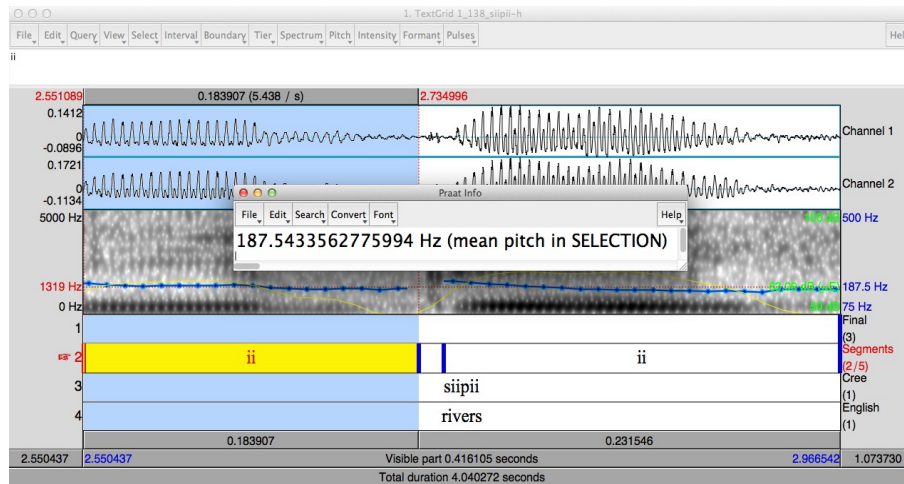 1. TextGrid 1_138_siipii-h
File Edit Query View Select Interval Boundary Tier Spectrum Pitch Intensity Formant Pulses Hel
ii
2.551089 0.183907 (5.438 / s) 2.734996
0.1412
0
-0.0896
Channel 1
0.1721
0
-0.1134
Channel 2
Praat Info
File Edit Search Convert Font Help
187.5433562775994 Hz (mean pitch in SELECTION)
5000 Hz 500 Hz
1319 Hz 187.5 Hz
0 Hz 75 Hz
1 Final
(3)
2 ii ii Segments
(2/5)
3 siipii Cree
(1)
4 rivers English
(1)
0.183907 0.231546
2.550437 2.550437 Visible part 0.416105 seconds 2.966542 1.073730
Total duration 4.040272 seconds